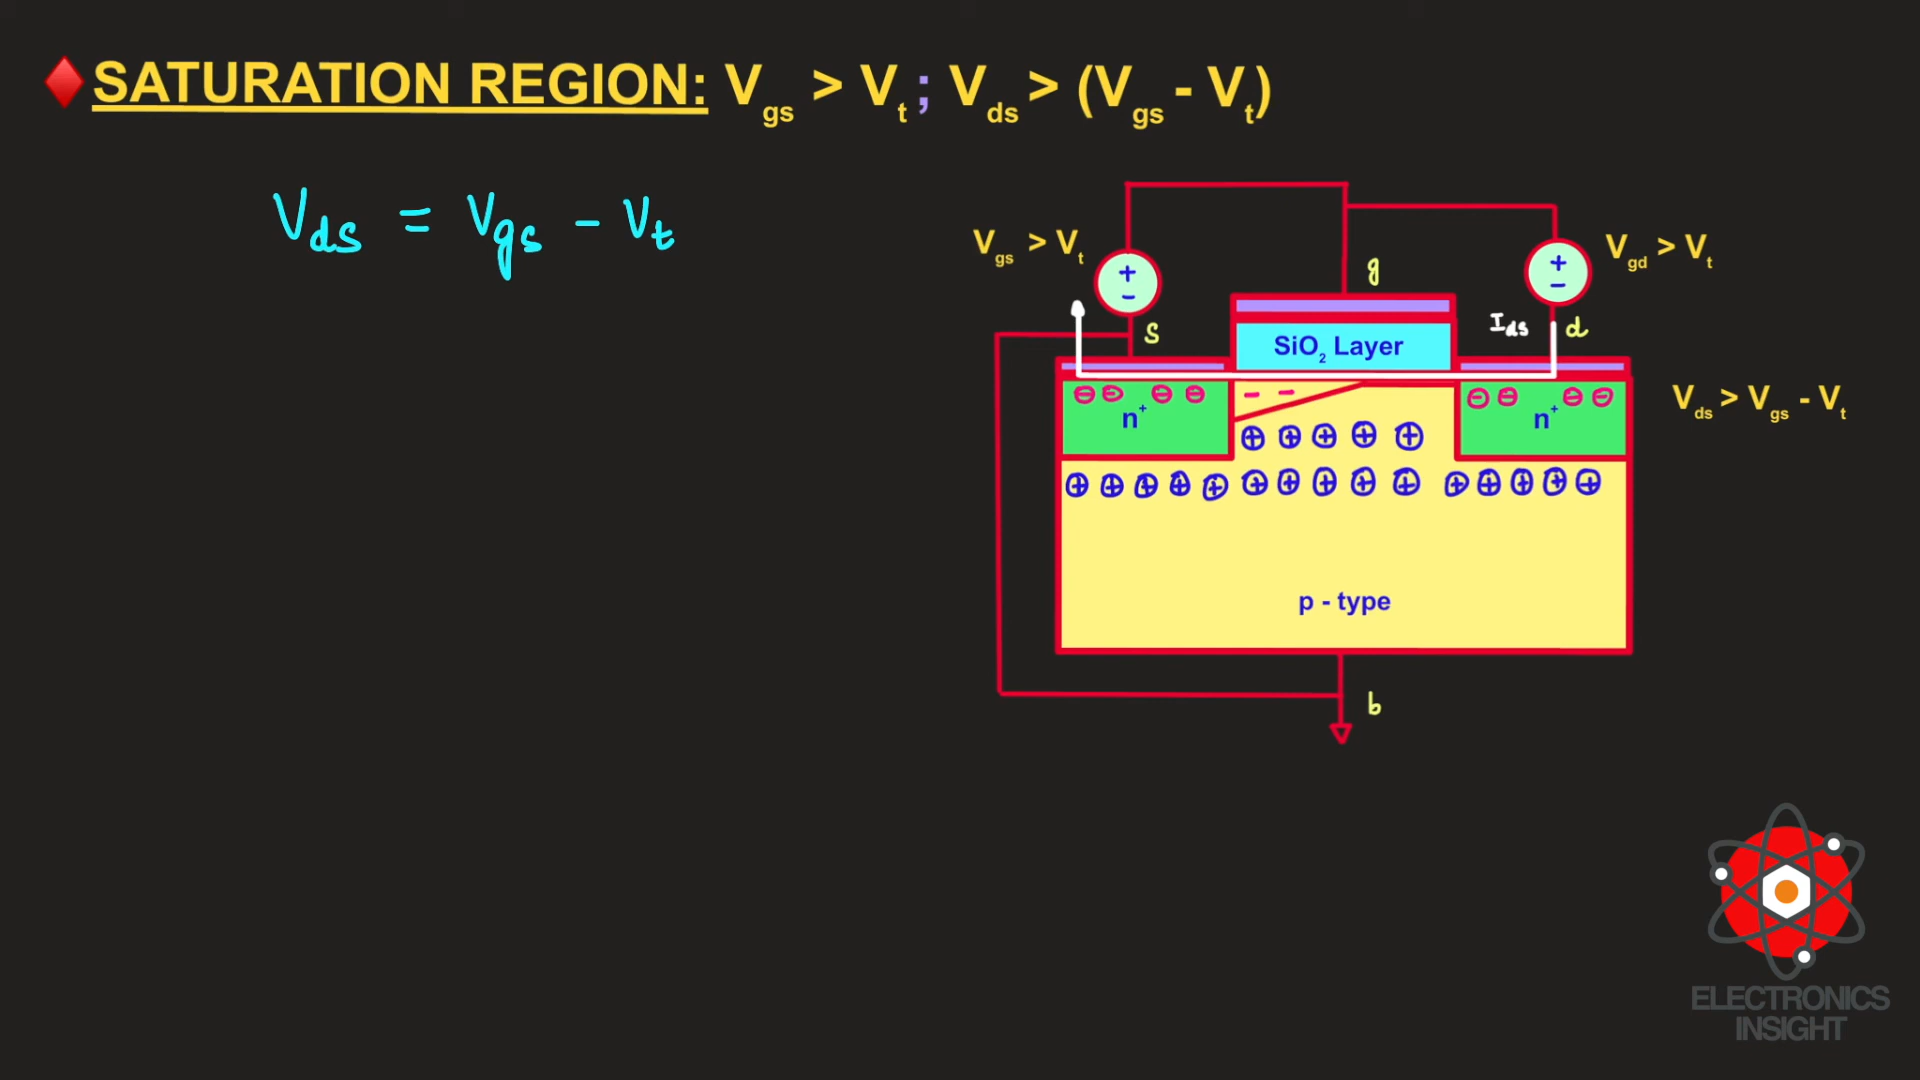 SATURATION REGION: Vgs > Vt ; Vds > (Vgs - Vt)
Vds = Vgs - Vt
Vgs > Vt
g
Vgd > Vt
S
Ids d
SiO2 Layer
Vds > Vgs - Vt
n+ n+
p - type
b
ELECTRONICS
INSIGHT